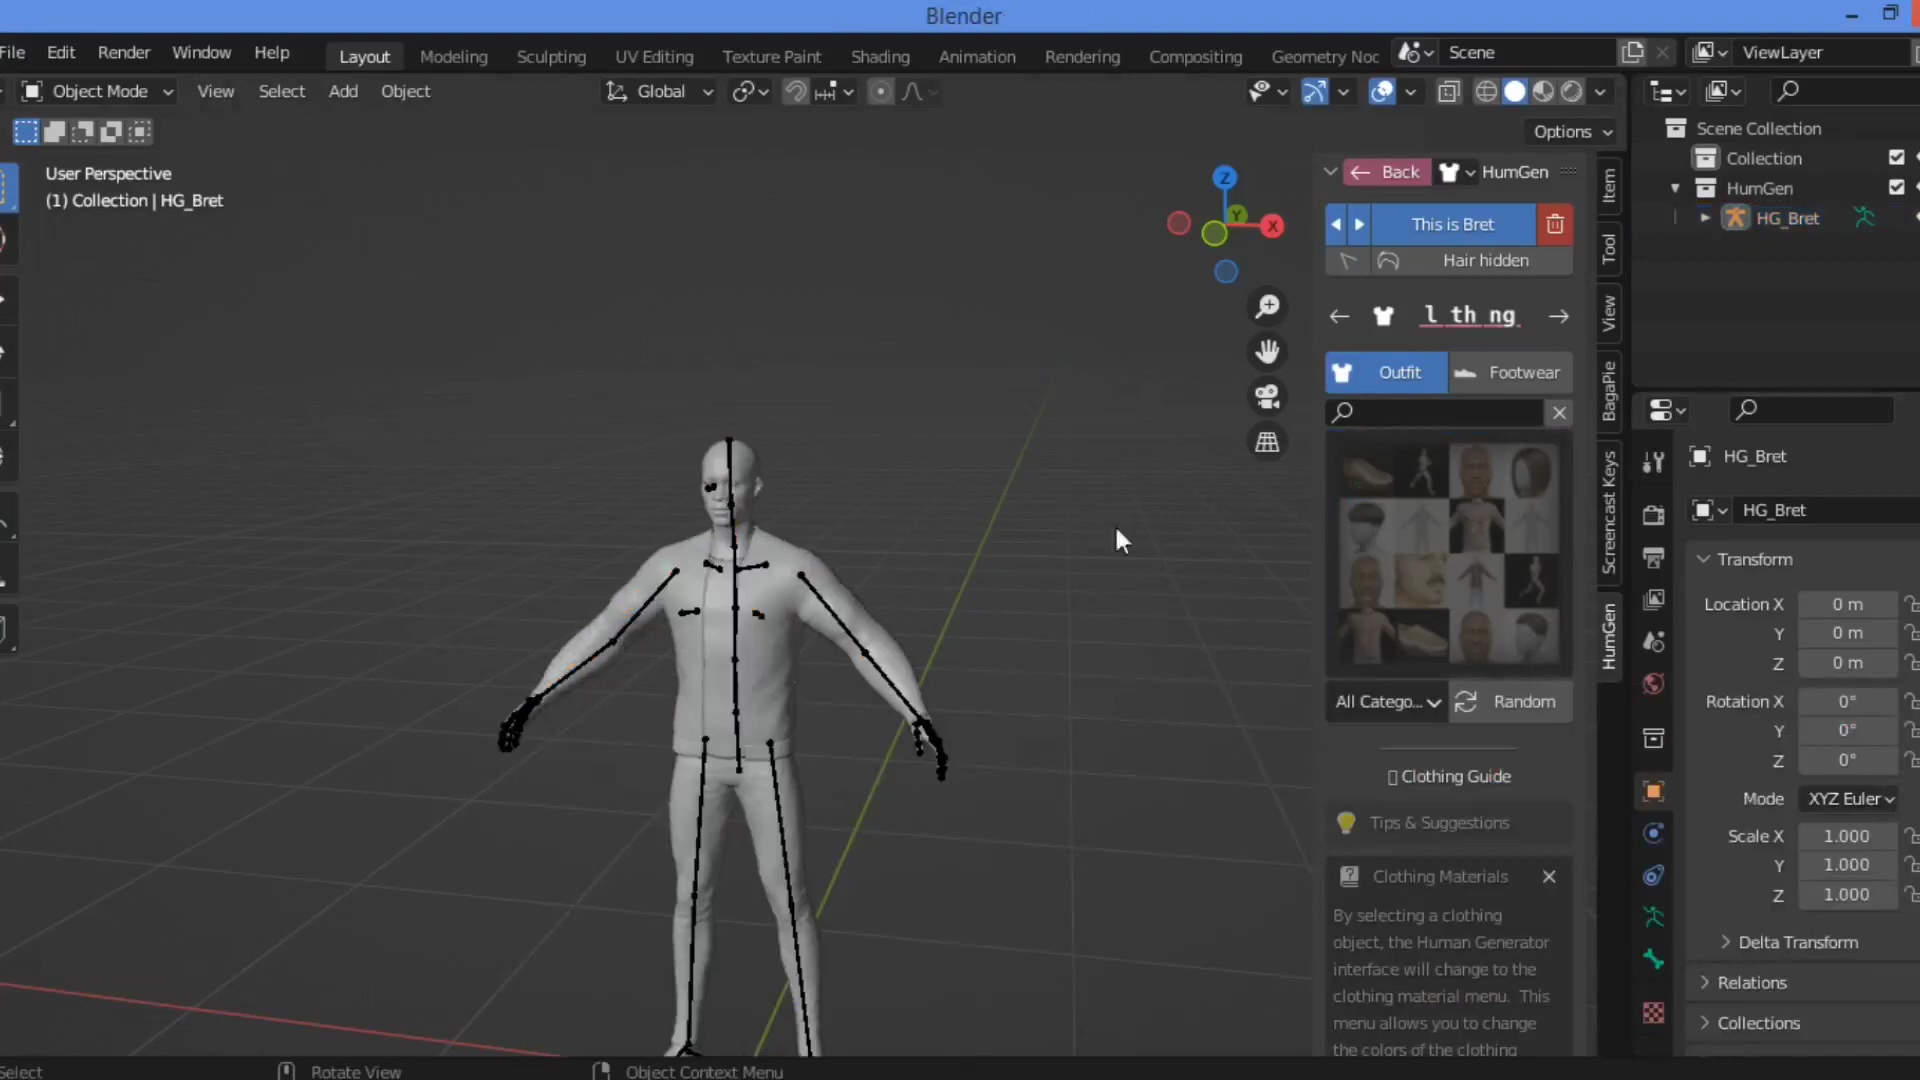 Blender
File Edit Render Window Help Layout Modeling Sculpting UV Editing Texture Paint Shading Animation Rendering Compositing Geometry Noc Scene ViewLayer
Object Mode View Select Add Object Global
Options
User Perspective
(1) Collection | HG_Bret
Z
Y
X
Back HumGen
This is Bret
Hair hidden
l th ng
Outfit Footwear
All Catego... Random
Clothing Guide
Tips & Suggestions
Clothing Materials
By selecting a clothing
object, the Human Generator
interface will change to the
clothing material menu. This
menu allows you to change
the colors of the clothing
Item
Tool
View
BagaPie
Screencast Keys
HumGen
Scene Collection
Collection
HumGen
HG_Bret
HG_Bret
HG_Bret
Transform
Location X 0 m
Y 0 m
Z 0 m
Rotation X 0°
Y 0°
Z 0°
Mode XYZ Euler
Scale X 1.000
Y 1.000
Z 1.000
Delta Transform
Relations
Collections
Select Rotate View Object Context Menu